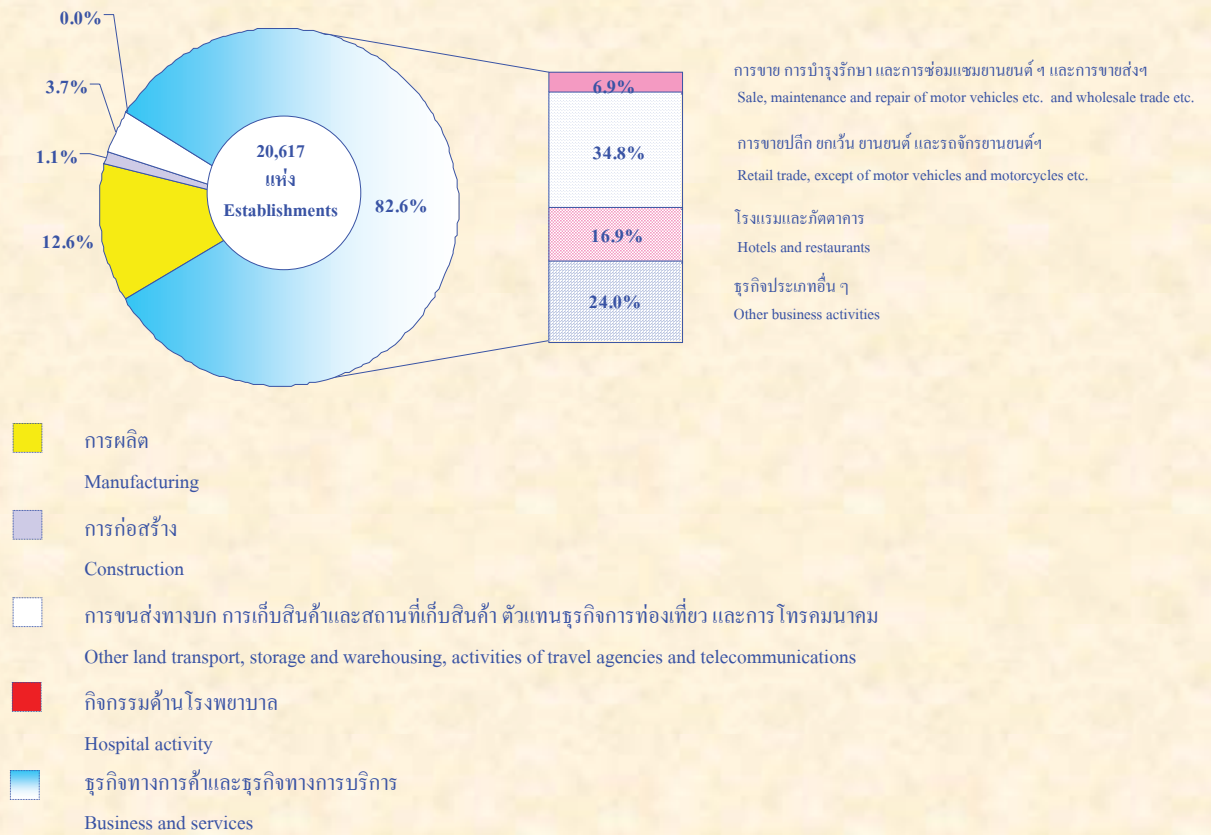 0.0%
3.7%
1.1%
12.6%
20,617
แห่ง
Establishments
82.6%
6.9%
34.8%
16.9%
24.0%
การขาย การบำรุงรักษา และการซ่อมแซมยานยนต์ ฯ และการขายส่งฯ
Sale, maintenance and repair of motor vehicles etc. and wholesale trade etc.
การขายปลีก ยกเว้น ยานยนต์ และรถจักรยานยนต์ฯ
Retail trade, except of motor vehicles and motorcycles etc.
โรงแรมและภัตตาคาร
Hotels and restaurants
ธุรกิจประเภทอื่น ๆ
Other business activities
การผลิต
Manufacturing
การก่อสร้าง
Construction
การขนส่งทางบก การเก็บสินค้าและสถานที่เก็บสินค้า ตัวแทนธุรกิจการท่องเที่ยว และการโทรคมนาคม
Other land transport, storage and warehousing, activities of travel agencies and telecommunications
กิจกรรมด้านโรงพยาบาล
Hospital activity
ธุรกิจทางการค้าและธุรกิจทางการบริการ
Business and services